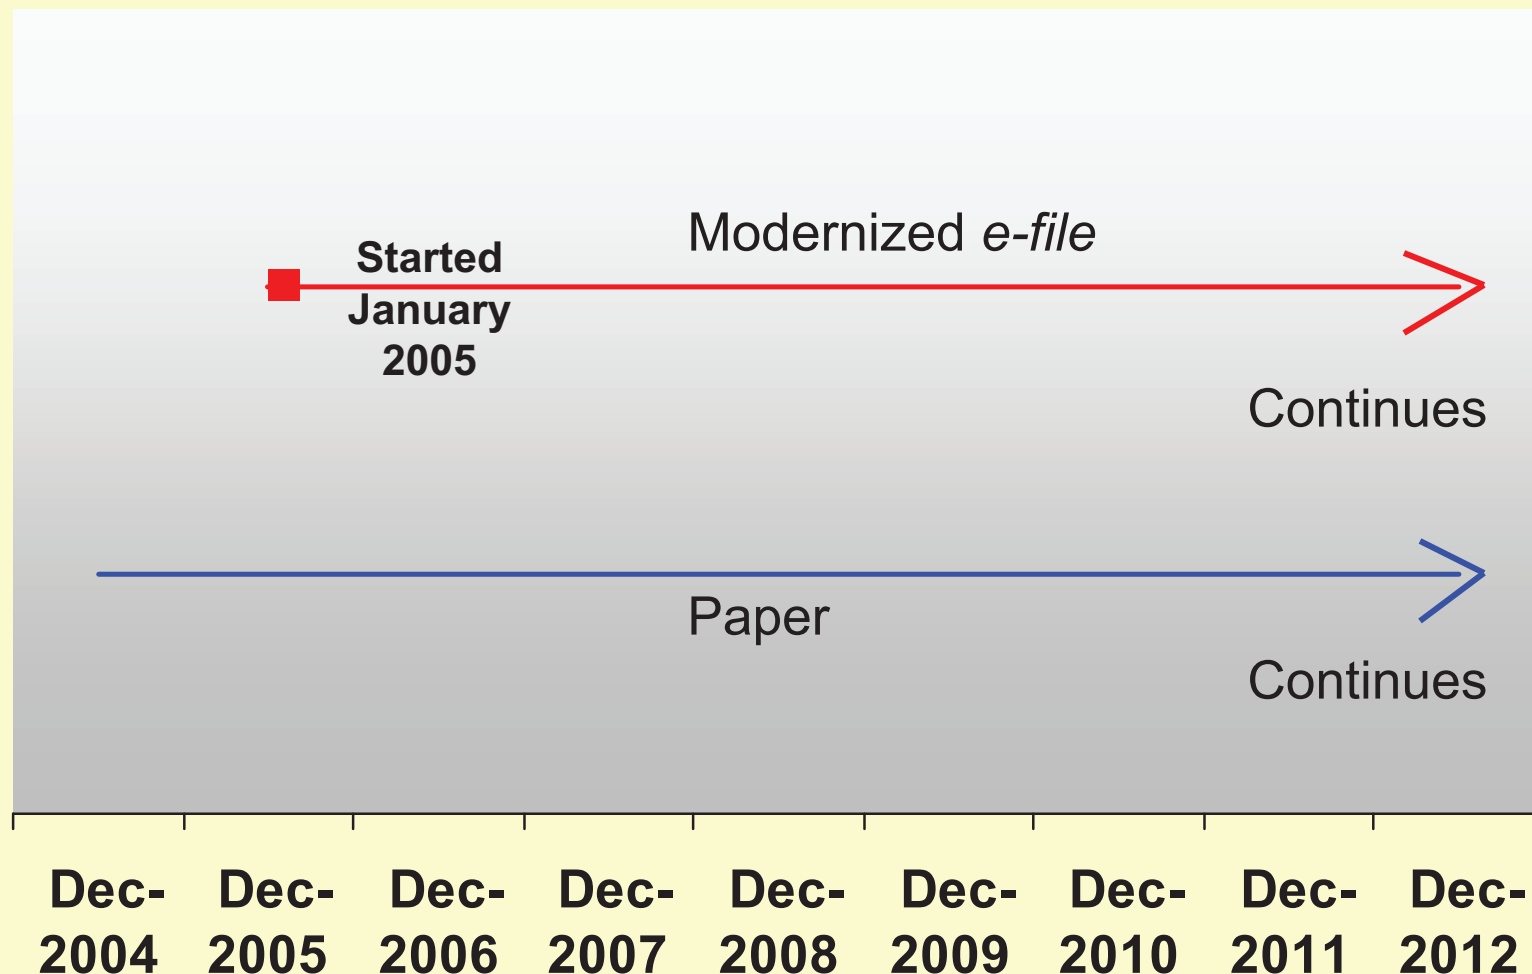 Modernized e-file
Started
January
2005
Continues
Paper
Continues
Dec-
2004
Dec-
2005
Dec-
2006
Dec-
2007
Dec-
2008
Dec-
2009
Dec-
2010
Dec-
2011
Dec-
2012